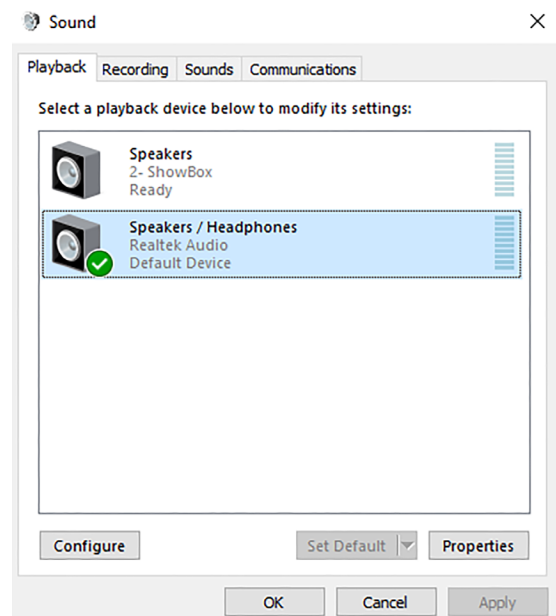 Sound
Playback Recording Sounds Communications
Select a playback device below to modify its settings:
Speakers
2- ShowBox
Ready
Speakers / Headphones
Realtek Audio
Default Device
Configure Set Default Properties
OK Cancel Apply